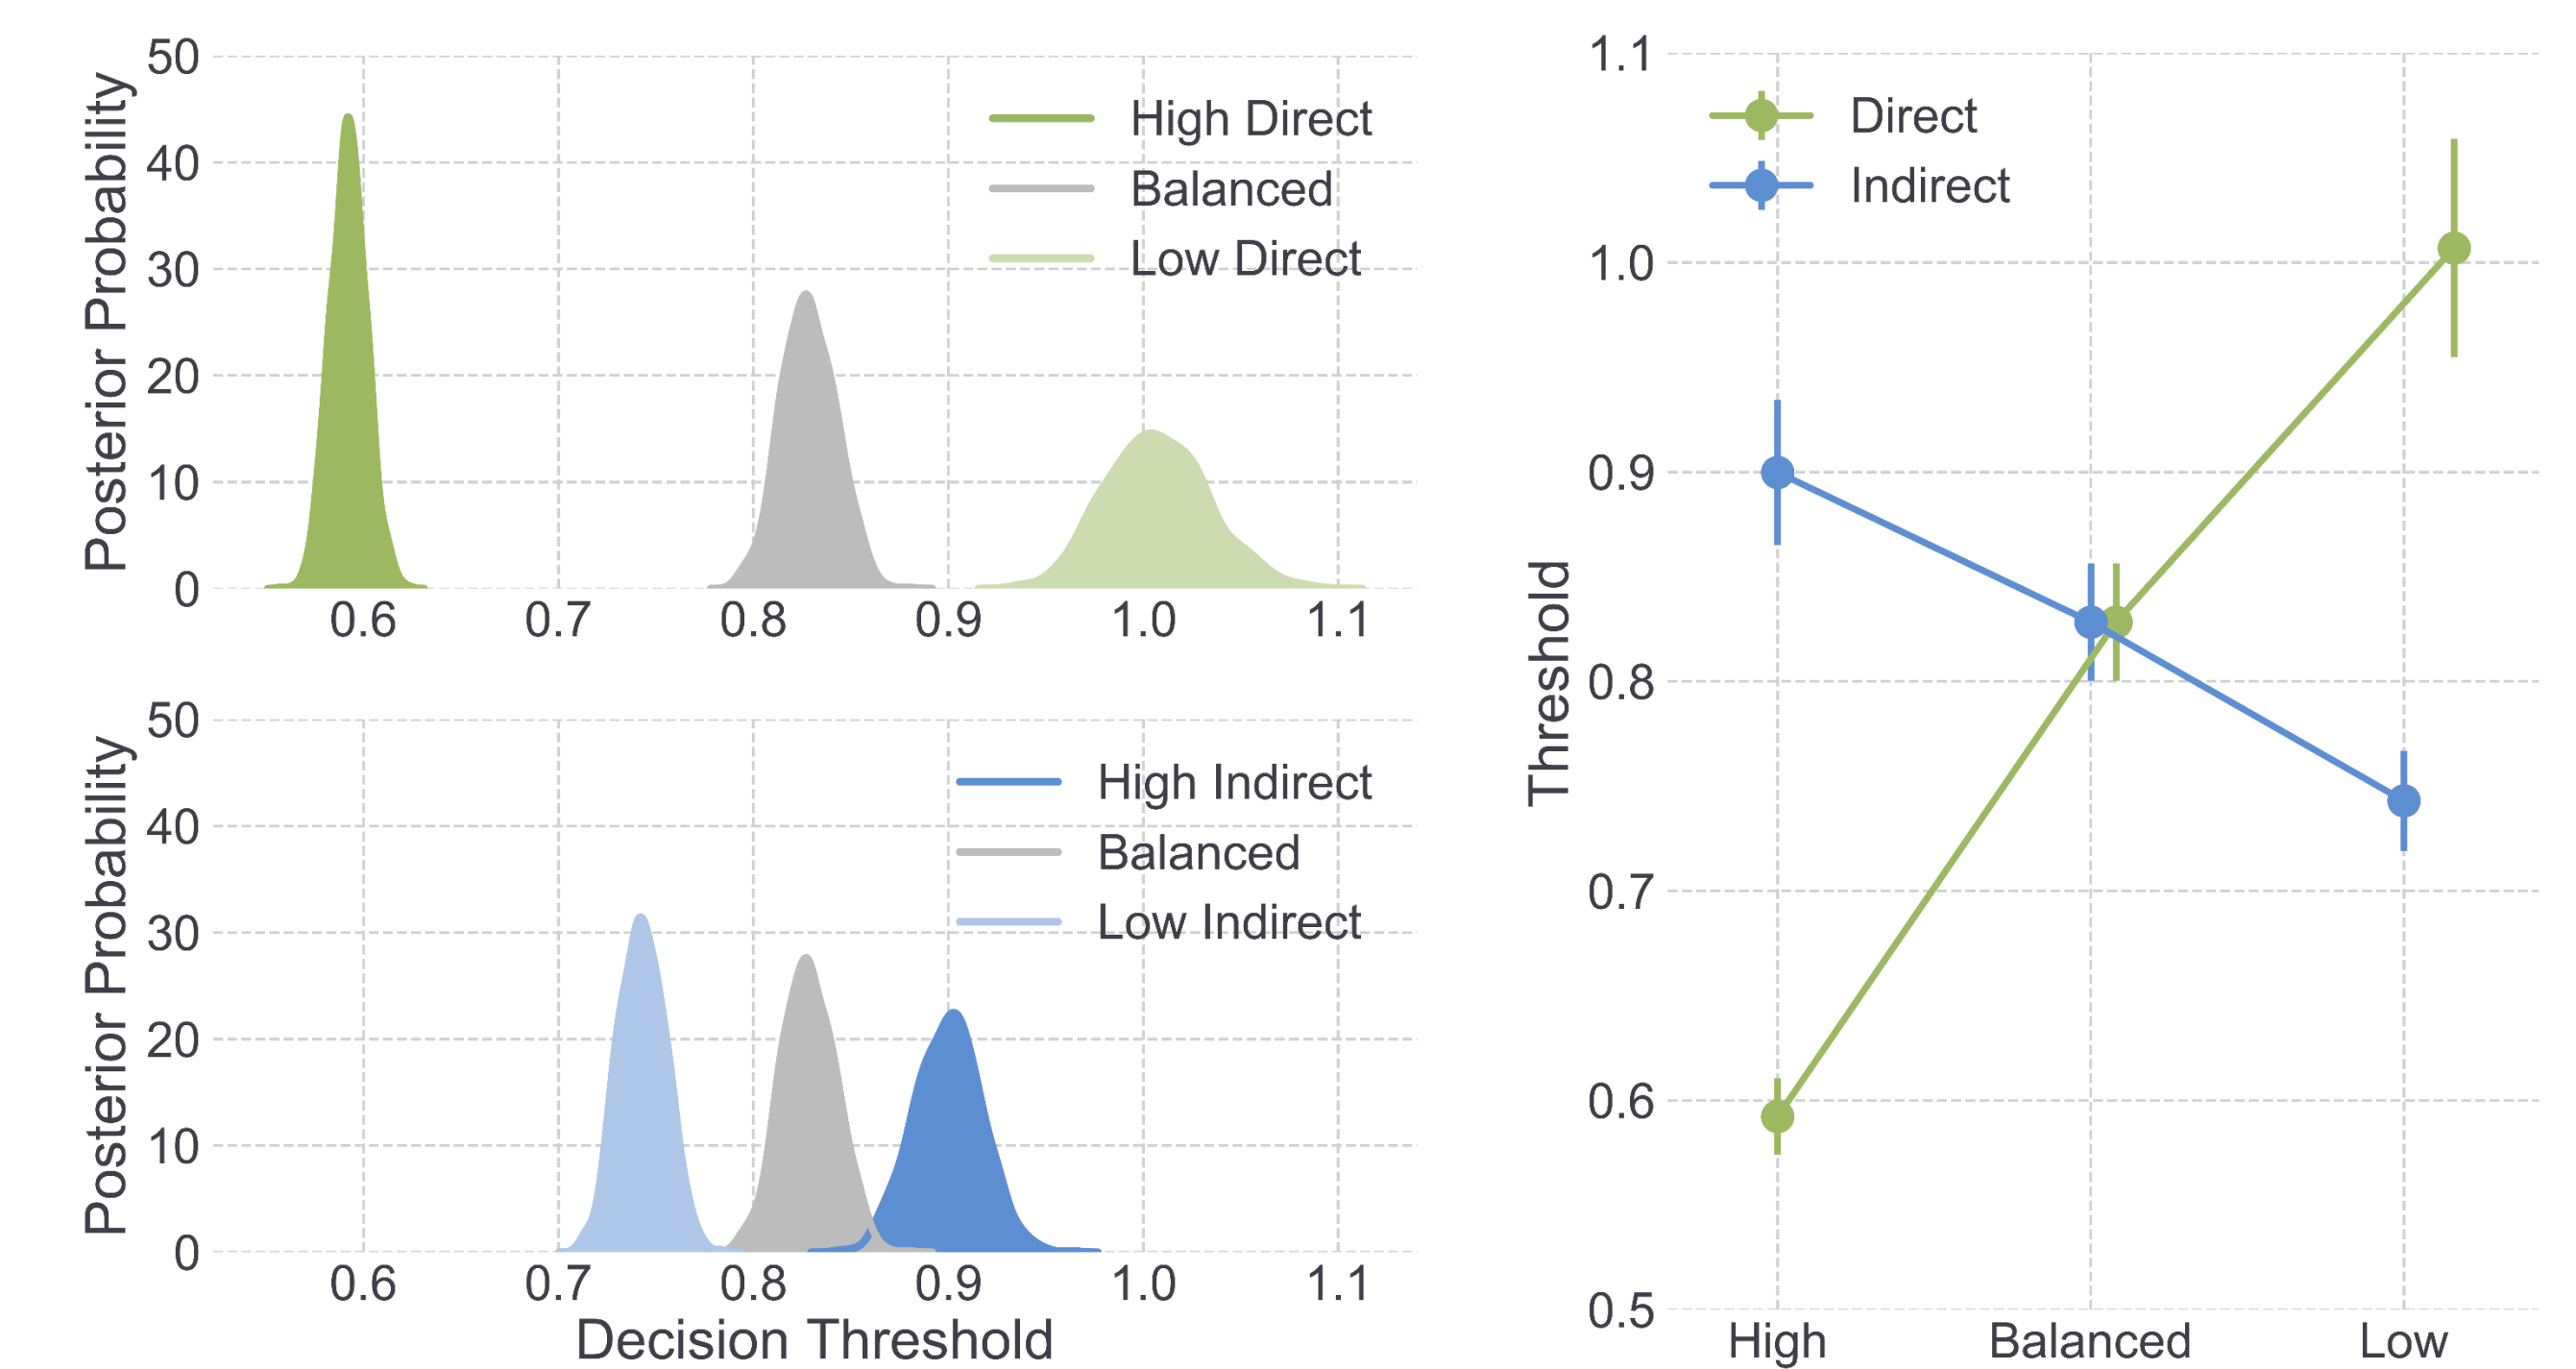 Posterior Probability
50
40
30
20
10
0
High Direct
Balanced
Low Direct
0.6 0.7 0.8 0.9 1.0 1.1
Posterior Probability
50
40
30
20
10
0
High Indirect
Balanced
Low Indirect
0.6 0.7 0.8 0.9 1.0 1.1
Decision Threshold
Threshold
1.1
1.0
0.9
0.8
0.7
0.6
0.5
Direct
Indirect
High Balanced Low